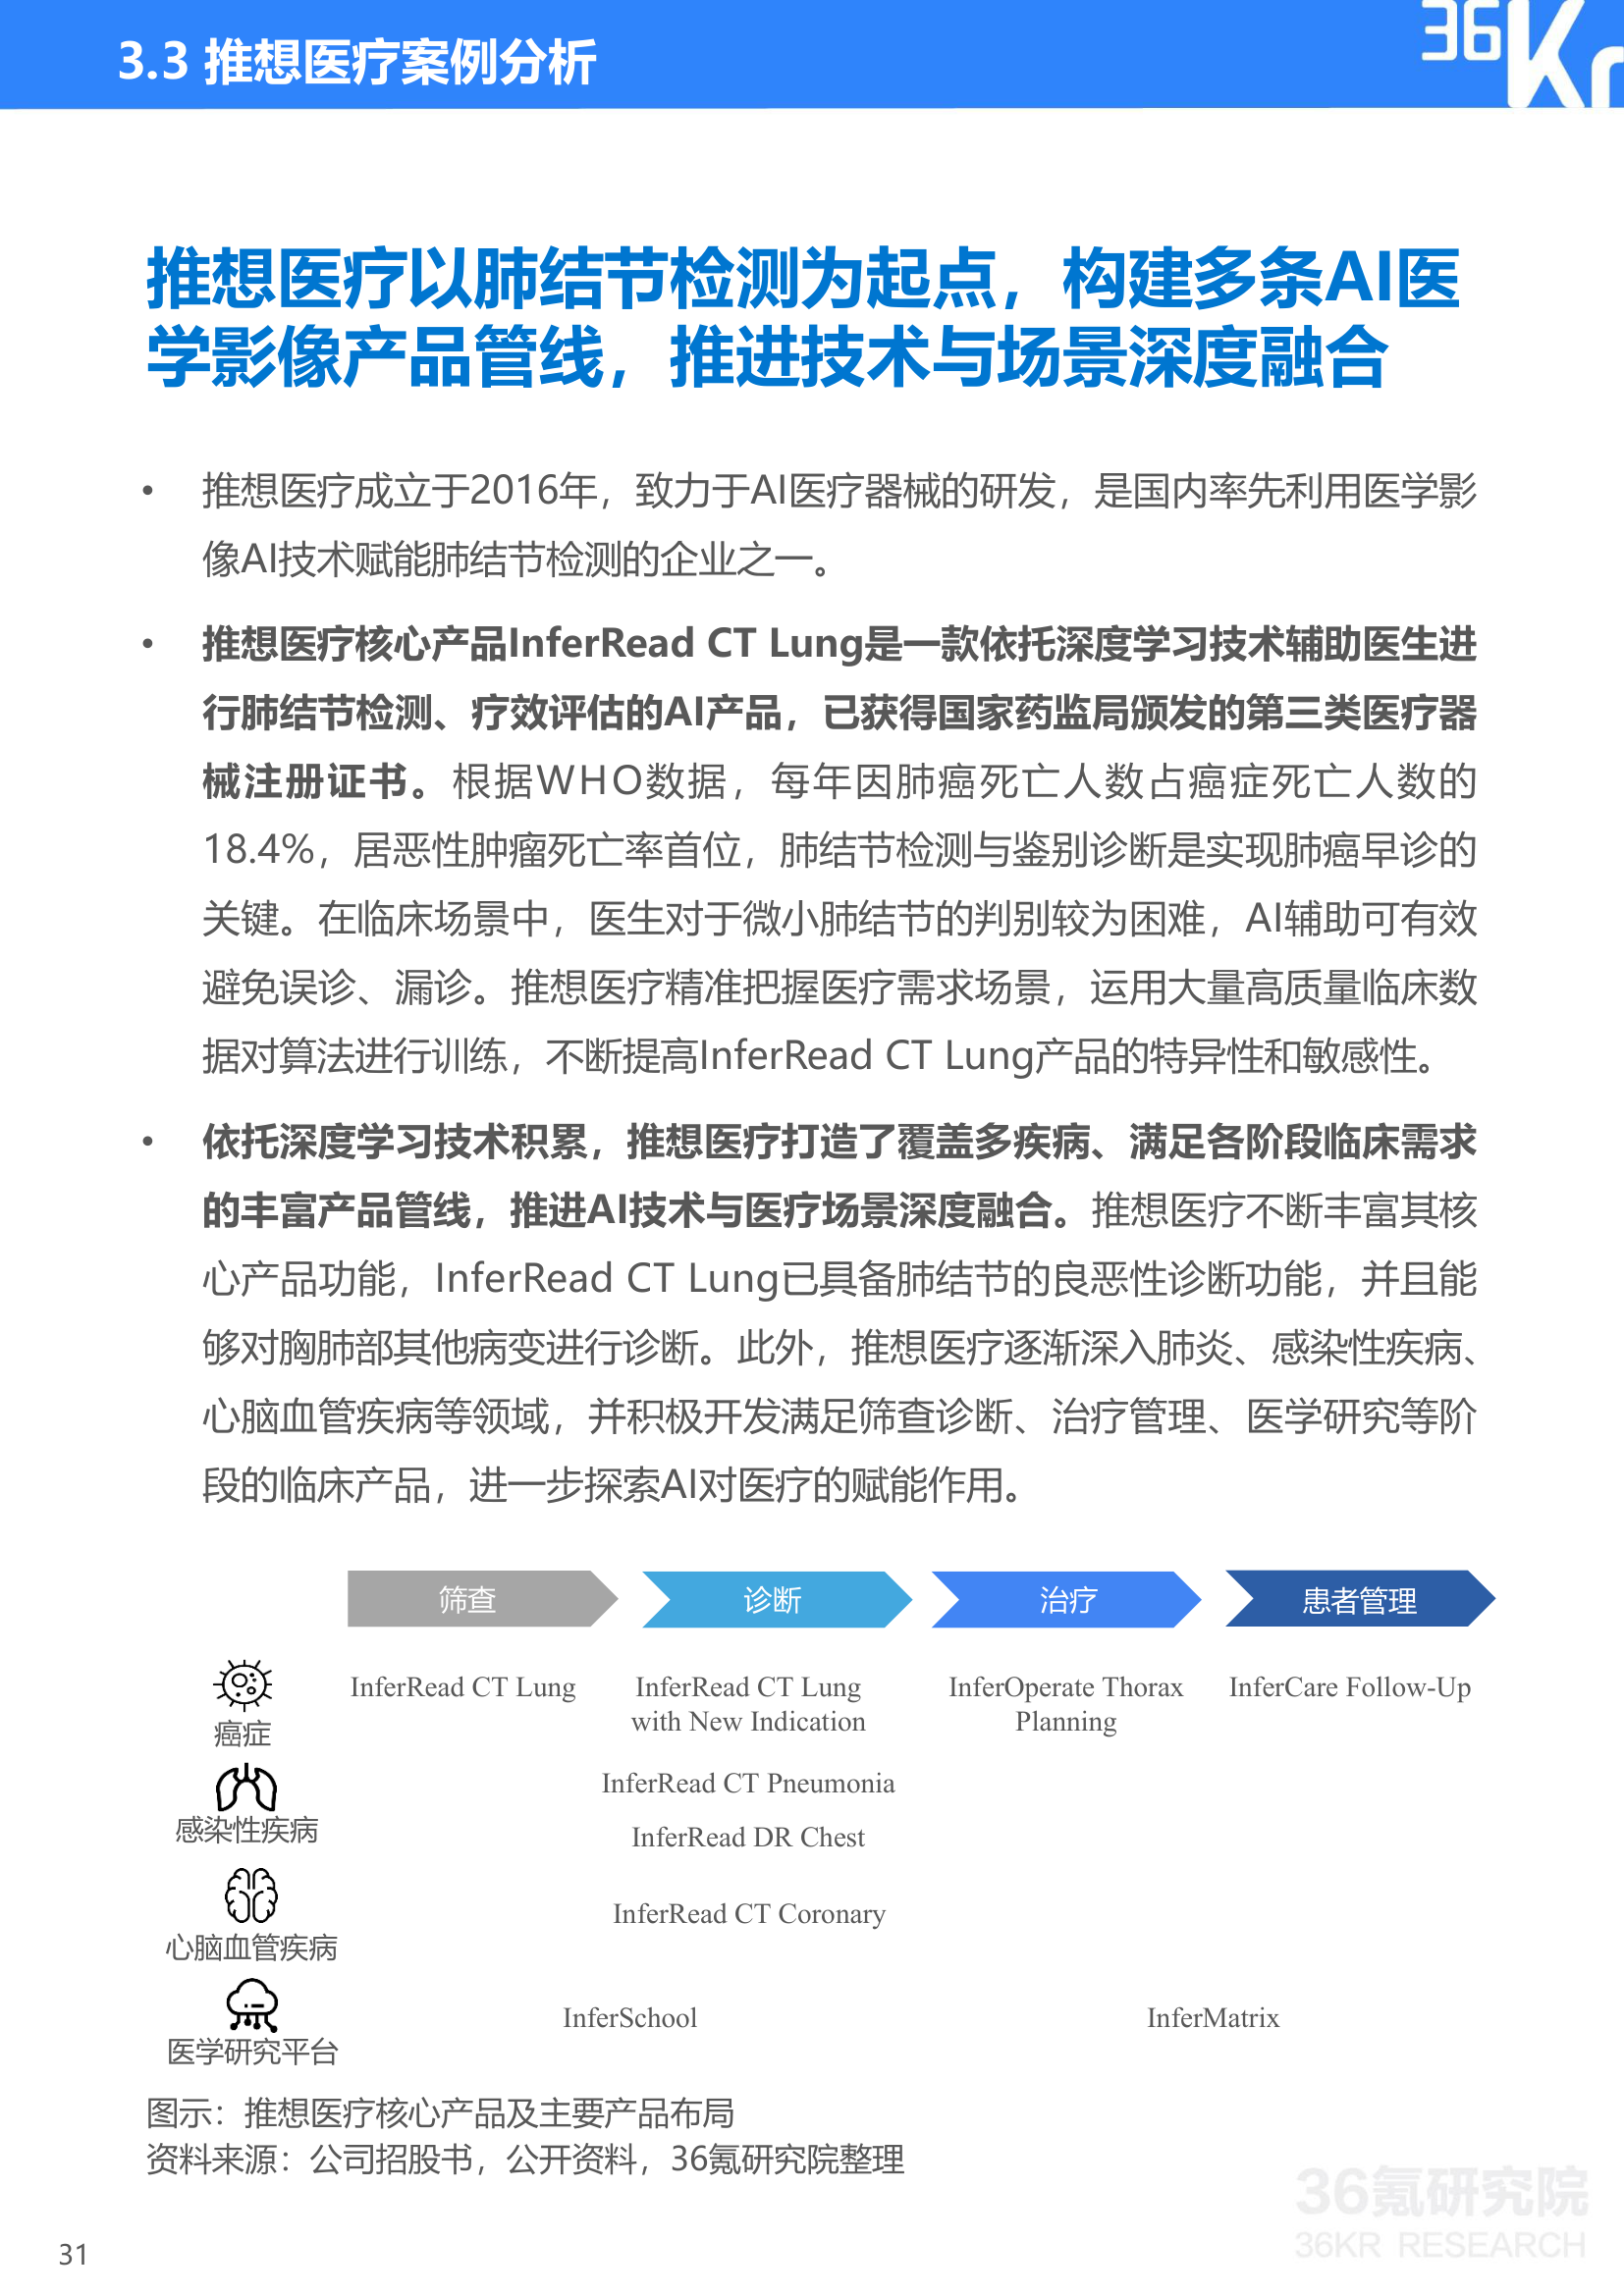 3.3 推想医疗案例分析
36Kr
推想医疗以肺结节检测为起点，构建多条AI医
学影像产品管线，推进技术与场景深度融合
• 推想医疗成立于2016年，致力于AI医疗器械的研发，是国内率先利用医学影
像AI技术赋能肺结节检测的企业之一。
• 推想医疗核心产品InferRead CT Lung是一款依托深度学习技术辅助医生进
行肺结节检测、疗效评估的AI产品，已获得国家药监局颁发的第三类医疗器
械注册证书。根据WHO数据，每年因肺癌死亡人数占癌症死亡人数的
18.4%，居恶性肿瘤死亡率首位，肺结节检测与鉴别诊断是实现肺癌早诊的
关键。在临床场景中，医生对于微小肺结节的判别较为困难，AI辅助可有效
避免误诊、漏诊。推想医疗精准把握医疗需求场景，运用大量高质量临床数
据对算法进行训练，不断提高InferRead CT Lung产品的特异性和敏感性。
• 依托深度学习技术积累，推想医疗打造了覆盖多疾病、满足各阶段临床需求
的丰富产品管线，推进AI技术与医疗场景深度融合。推想医疗不断丰富其核
心产品功能，InferRead CT Lung已具备肺结节的良恶性诊断功能，并且能
够对胸肺部其他病变进行诊断。此外，推想医疗逐渐深入肺炎、感染性疾病、
心脑血管疾病等领域，并积极开发满足筛查诊断、治疗管理、医学研究等阶
段的临床产品，进一步探索AI对医疗的赋能作用。
筛查 诊断 治疗 患者管理
InferRead CT Lung InferRead CT Lung InferOperate Thorax InferCare Follow-Up
with New Indication Planning
癌症
InferRead CT Pneumonia
感染性疾病
InferRead DR Chest
InferRead CT Coronary
心脑血管疾病
InferSchool InferMatrix
医学研究平台
图示：推想医疗核心产品及主要产品布局
资料来源：公司招股书，公开资料，36氪研究院整理
36氪研究院
36KR RESEARCH
31